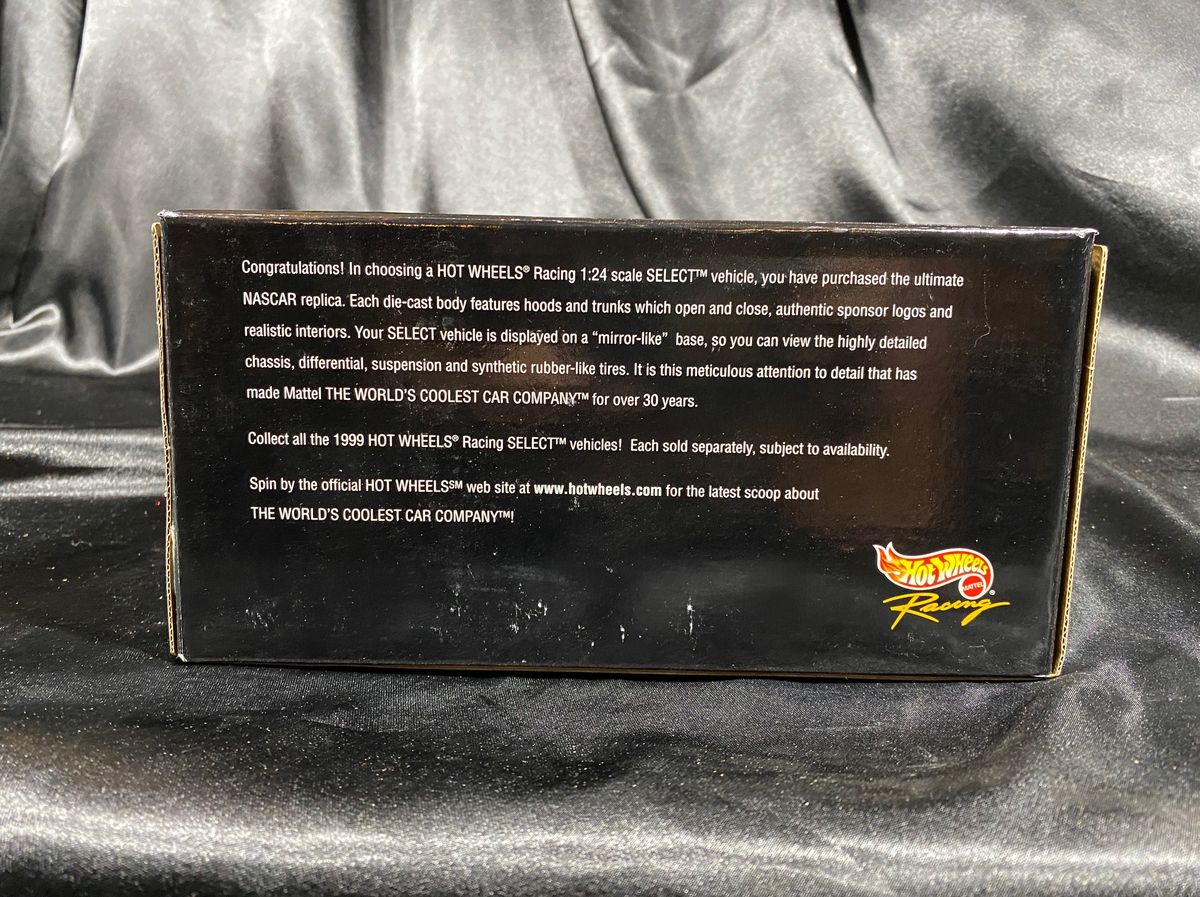 Congratulations! In choosing a HOT WHEELS® Racing 1:24 scale SELECT™ vehicle, you have purchased the ultimate
NASCAR replica. Each die-cast body features hoods and trunks which open and close, authentic sponsor logos and
realistic interiors. Your SELECT vehicle is displayed on a “mirror-like” base, so you can view the highly detailed
chassis, differential, suspension and synthetic rubber-like tires. It is this meticulous attention to detail that has
made Mattel THE WORLD'S COOLEST CAR COMPANY™ for over 30 years.
Collect all the 1999 HOT WHEELS® Racing SELECT™ vehicles! Each sold separately, subject to availability.
Spin by the official HOT WHEELS℠ web site at www.hotwheels.com for the latest scoop about
THE WORLD'S COOLEST CAR COMPANY™!
Hot Wheels
MATTEL ®
Racing